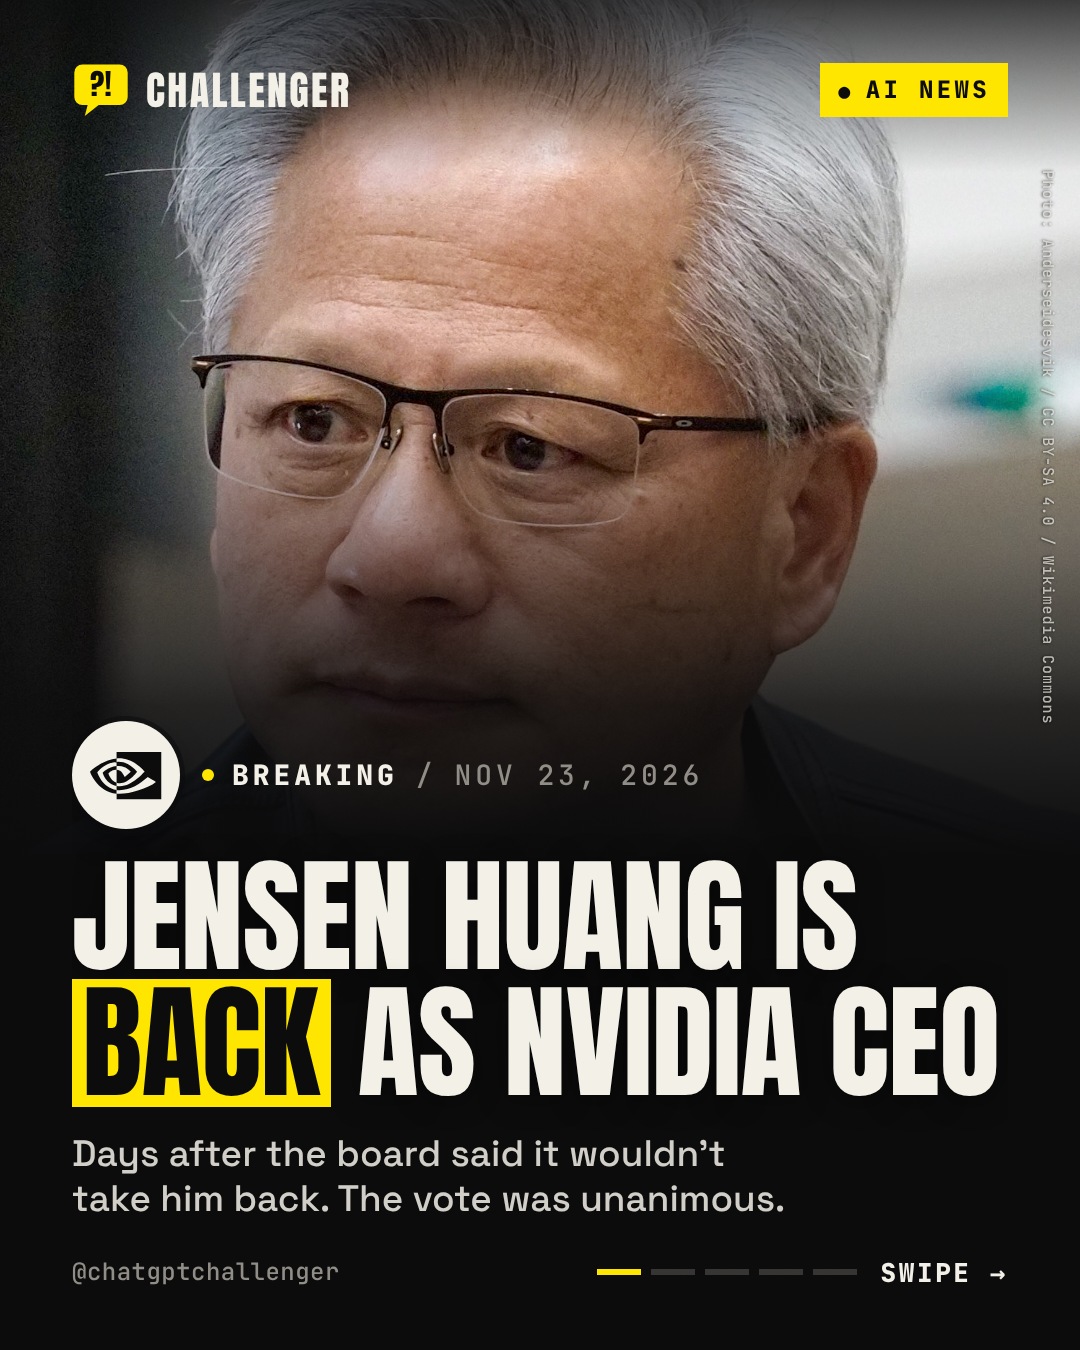 ?! CHALLENGER
• AI NEWS
Photo: Anderseidesvik / CC BY-SA 4.0 / Wikimedia Commons
• BREAKING / NOV 23, 2026
JENSEN HUANG IS
BACK AS NVIDIA CEO
Days after the board said it wouldn’t
take him back. The vote was unanimous.
@chatgptchallenger
SWIPE →